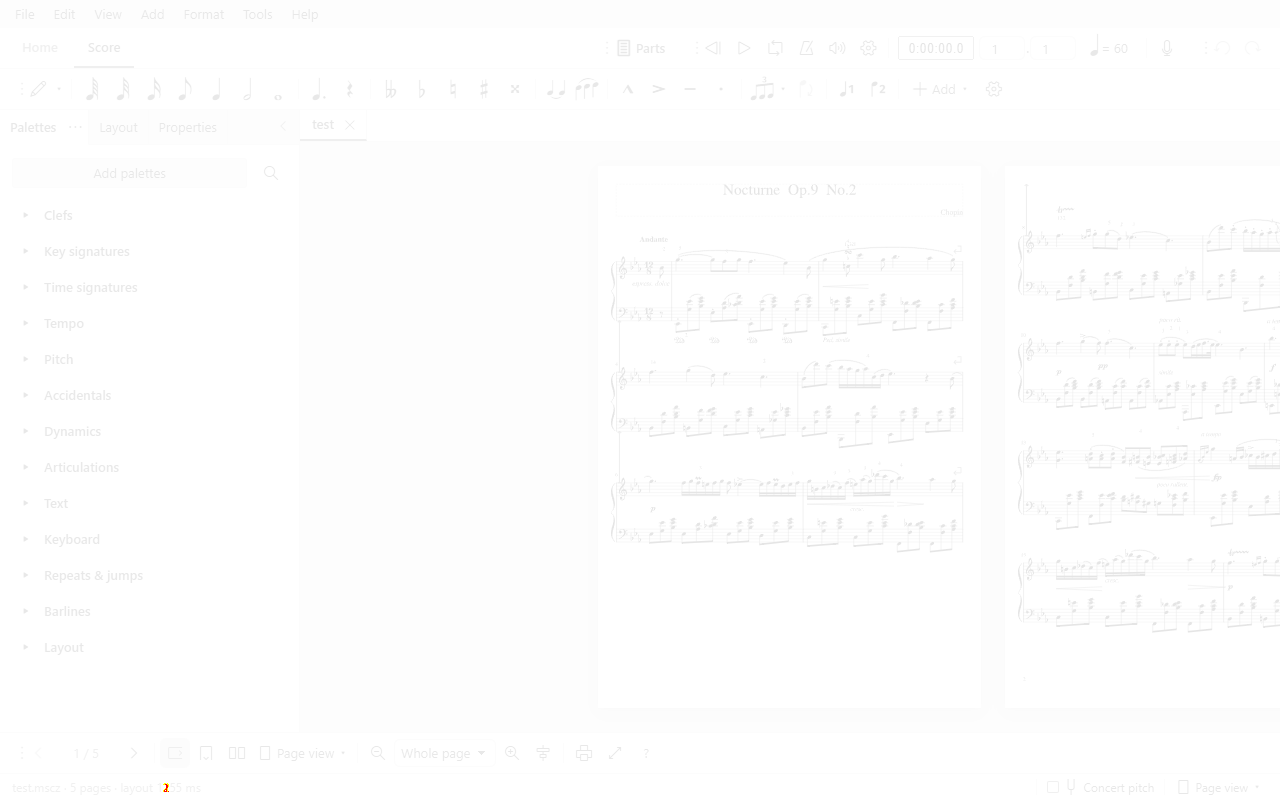 File Edit View Add Format Tools Help
Home Score Parts 0:00:00.0 1 . 1 = 60
Add
Palettes Layout Properties test
Add palettes
Clefs
Key signatures
Time signatures
Tempo
Pitch
Accidentals
Dynamics
Articulations
Text
Keyboard
Repeats & jumps
Barlines
Layout
Nocturne Op.9 No.2
Chopin
Andante
1 / 5 Page view Whole page ?
test.mscz · 5 pages · layout ms
Concert pitch Page view